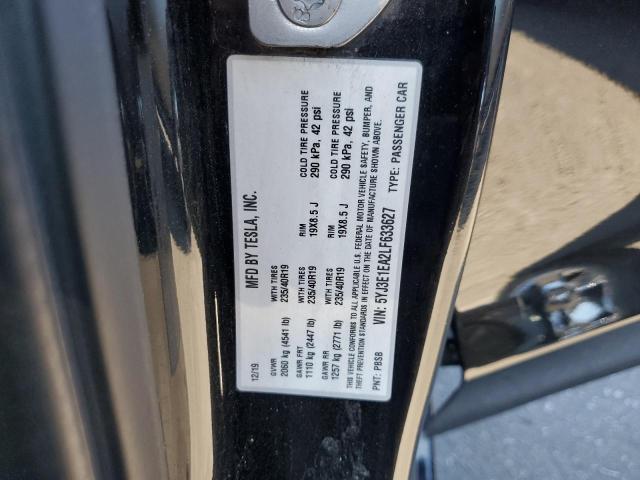 MFD BY TESLA, INC.
12/19
GVWR WITH TIRES RIM COLD TIRE PRESSURE
2060 kg (4541 lb) 235/40R19 19X8.5 J 290 kPa, 42 psi
GAWR FRT WITH TIRES RIM COLD TIRE PRESSURE
1110 kg (2447 lb) 235/40R19 19X8.5 J 290 kPa, 42 psi
GAWR RR WITH TIRES
1257 kg (2771 lb) 235/40R19
THIS VEHICLE CONFORMS TO ALL APPLICABLE U.S. FEDERAL MOTOR VEHICLE SAFETY, BUMPER, AND
THEFT PREVENTION STANDARDS IN EFFECT ON THE DATE OF MANUFACTURE SHOWN ABOVE.
VIN: 5YJ3E1EA2LF633627 TYPE: PASSENGER CAR
PNT: PBSB